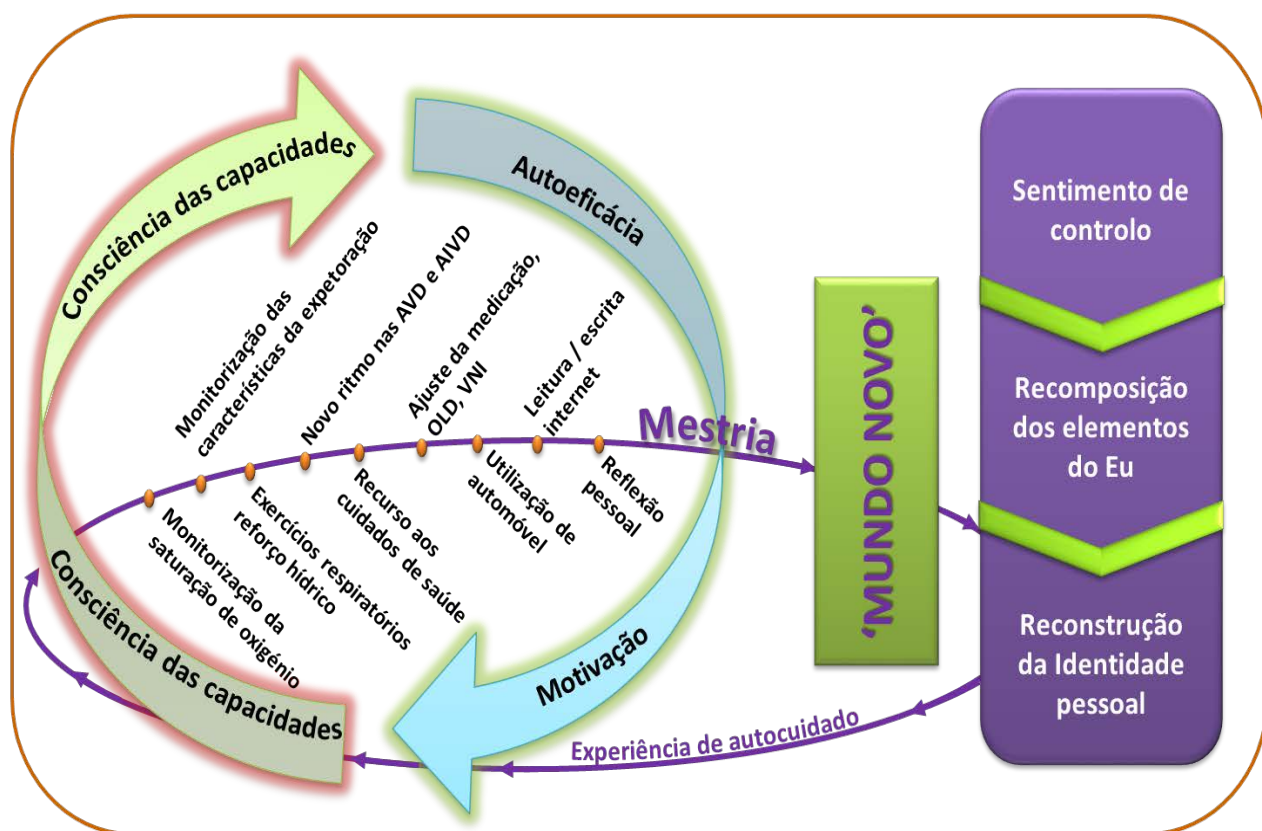 Consciência das capacidades
Autoeficácia
Monitorização das
características da expetoração
Novo ritmo nas AVD e AIVD
Ajuste da medicação,
OLD, VNI
Leitura / escrita
internet
Mestria
Monitorização da
saturação de oxigénio
Exercícios respiratórios
reforço hídrico
Recurso aos
cuidados de saúde
Utilização de
automóvel
Reflexão
pessoal
Consciência das capacidades
Motivação
‘MUNDO NOVO’
Sentimento de
controlo
Recomposição
dos elementos
do Eu
Reconstrução
da Identidade
pessoal
Experiência de autocuidado